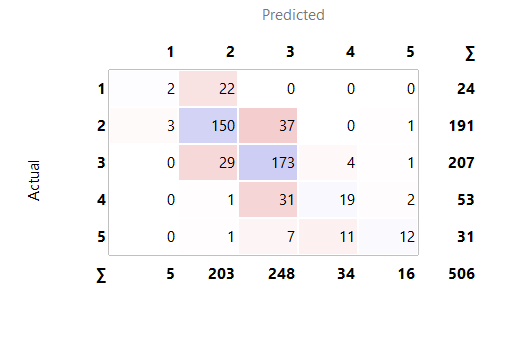 Predicted
1 2 3 4 5 ∑
1 2 22 0 0 0 24
2 3 150 37 0 1 191
Actual
3 0 29 173 4 1 207
4 0 1 31 19 2 53
5 0 1 7 11 12 31
∑ 5 203 248 34 16 506